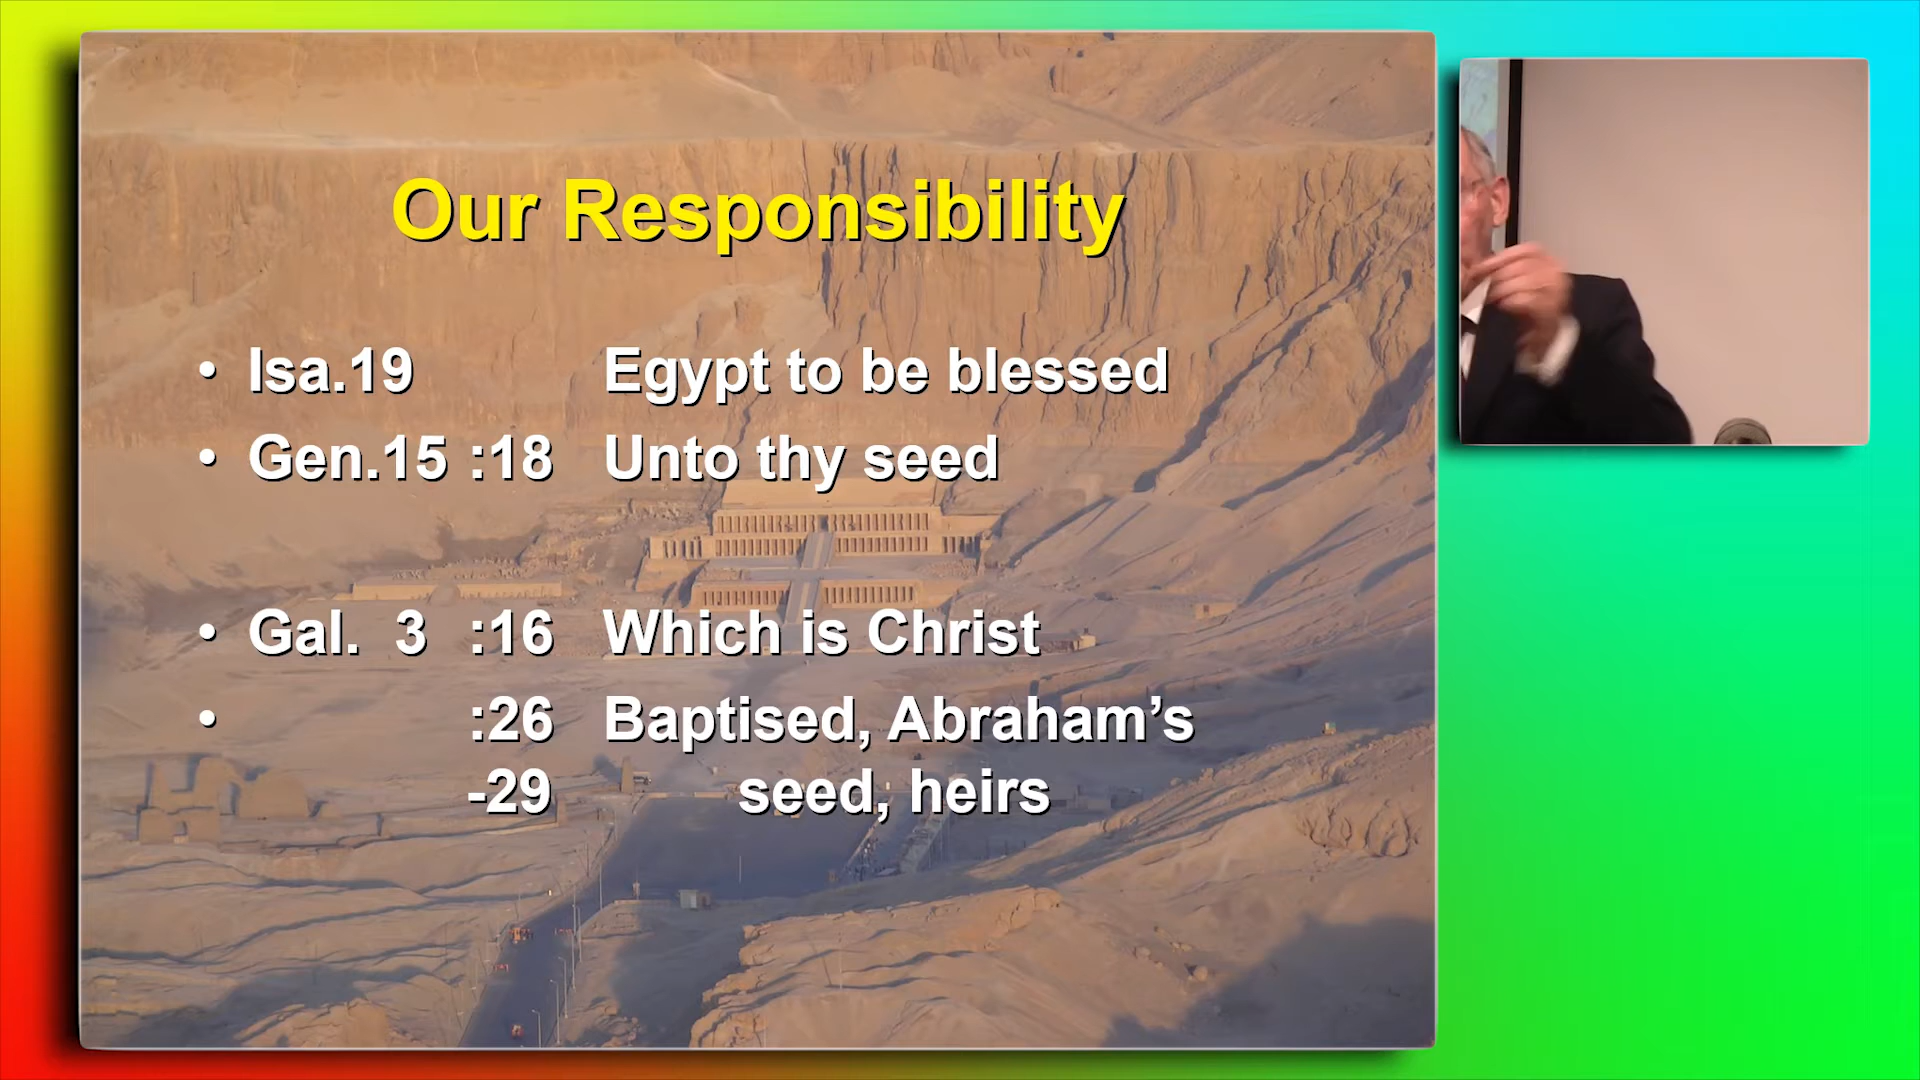 Our Responsibility
• Isa.19 Egypt to be blessed
• Gen.15 :18 Unto thy seed
• Gal. 3 :16 Which is Christ
• :26 Baptised, Abraham’s
-29 seed, heirs